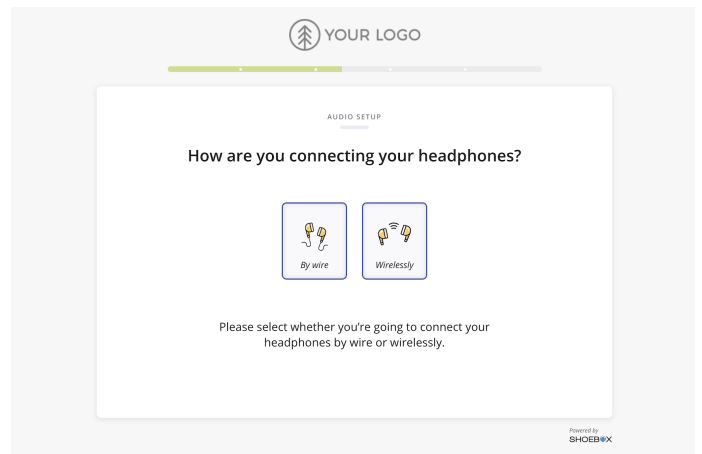 YOUR LOGO
AUDIO SETUP
How are you connecting your headphones?
By wire
Wirelessly
Please select whether you’re going to connect your
headphones by wire or wirelessly.
Powered by
SHOEBOX